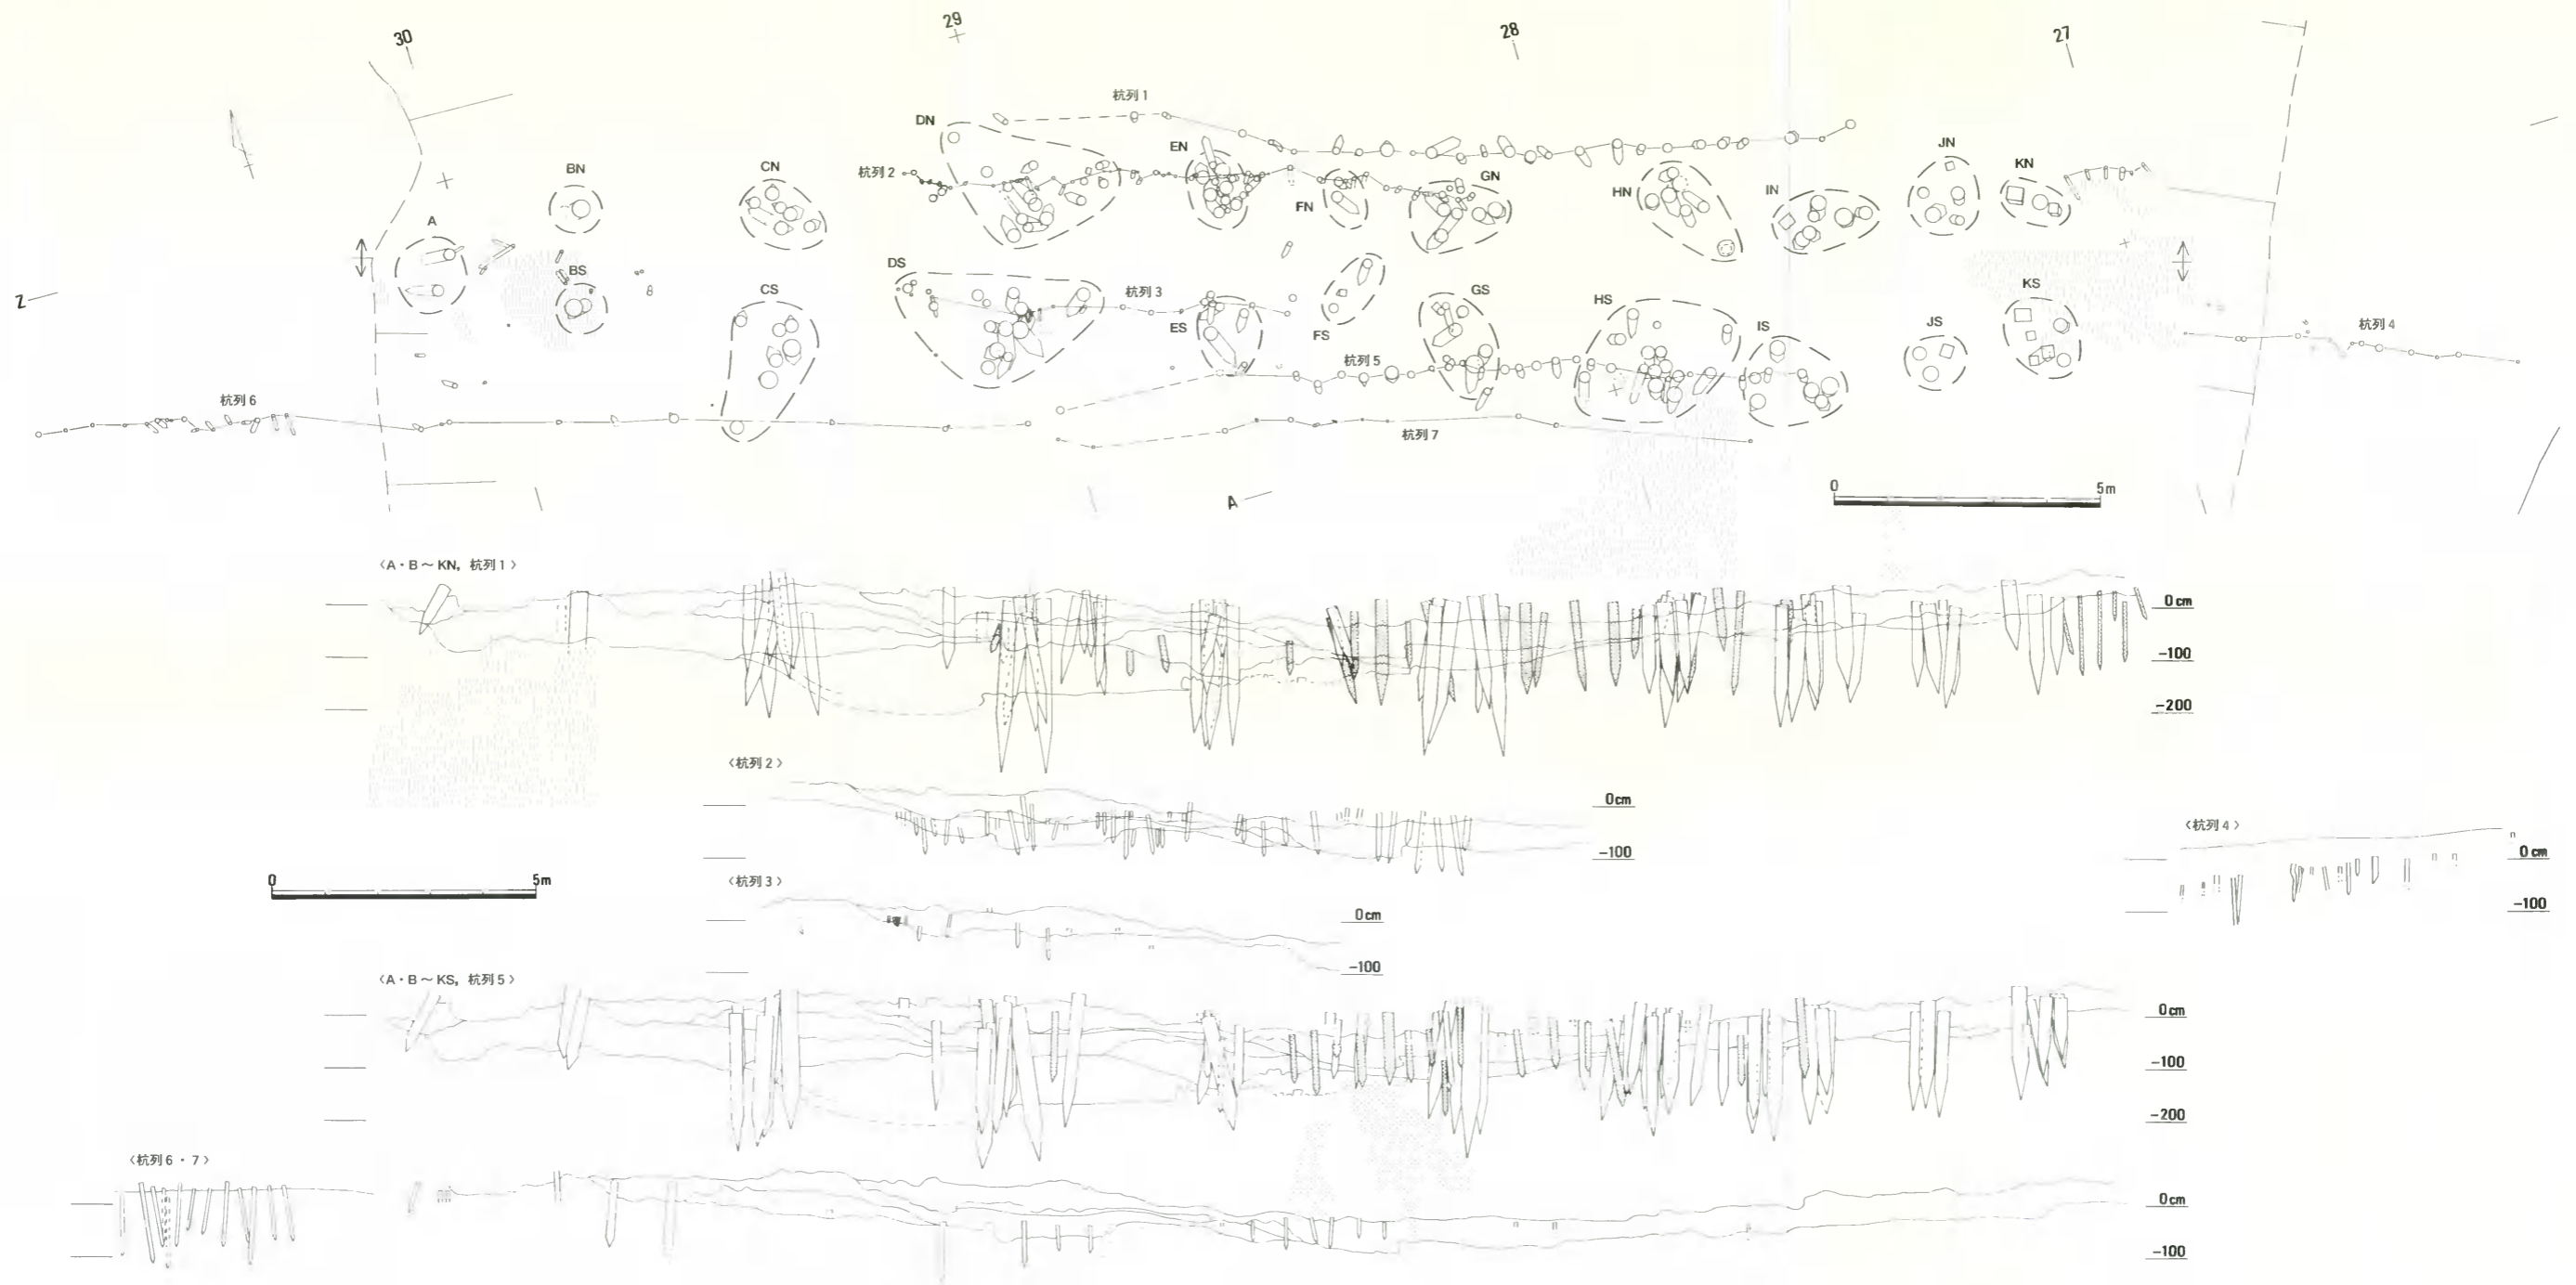 30
29
28
27
杭列1
DN
EN
杭列2
BN
CN
A
FN
GN
HN
IN
JN
KN
BS
CS
DS
杭列3
ES
FS
GS
HS
IS
JS
KS
杭列4
杭列5
杭列6
杭列7
Z
A
0 5m
〈A・B～KN，杭列1〉
0cm
−100
−200
〈杭列2〉
0cm
−100
〈杭列4〉
0cm
−100
0 5m
〈杭列3〉
0cm
−100
〈A・B～KS，杭列5〉
0cm
−100
−200
〈杭列6・7〉
0cm
−100